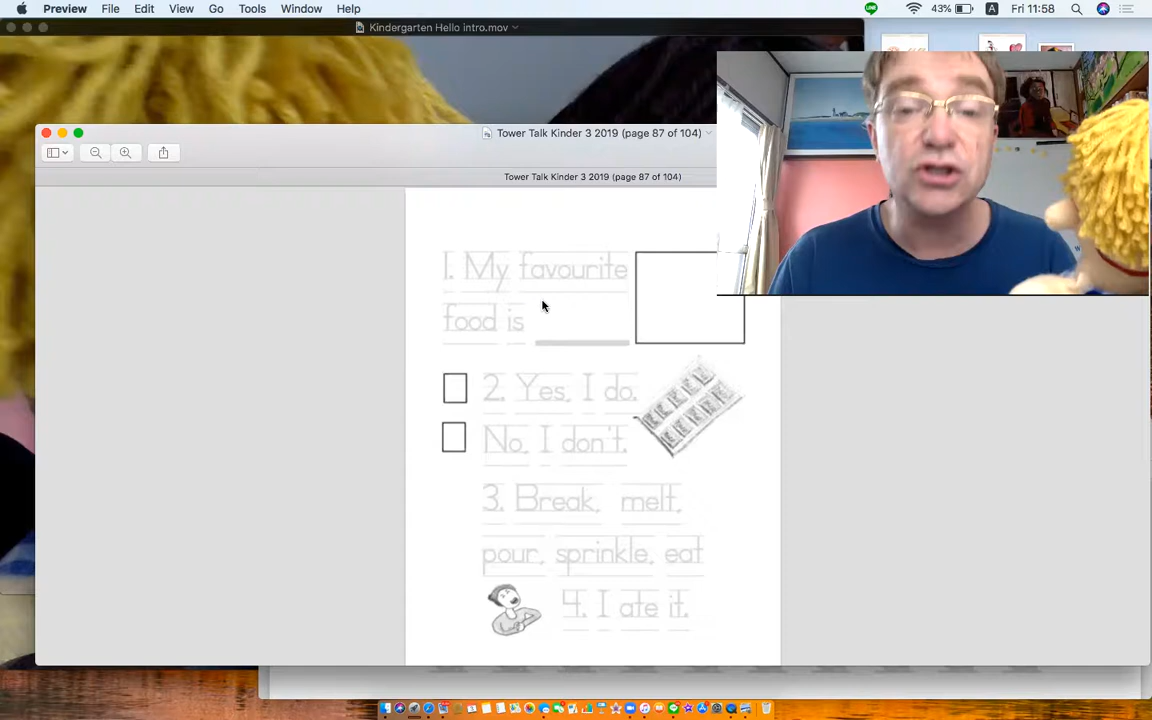 Preview File Edit View Go Tools Window Help 43% A Fri 11:58
Kindergarten Hello intro.mov
Tower Talk Kinder 3 2019 (page 87 of 104)
Tower Talk Kinder 3 2019 (page 87 of 104)
1. My favourite
food is
2. Yes, I do.
No, I don't.
3. Break, melt,
pour, sprinkle, eat
4. I ate it.